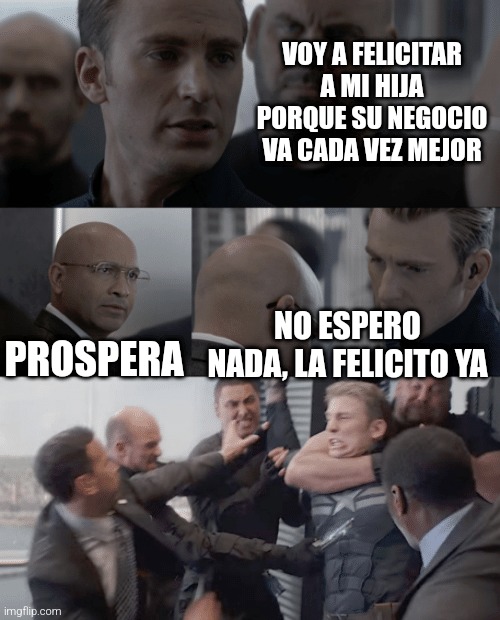 VOY A FELICITAR
A MI HIJA
PORQUE SU NEGOCIO
VA CADA VEZ MEJOR
PROSPERA
NO ESPERO
NADA, LA FELICITO YA
imgflip.com